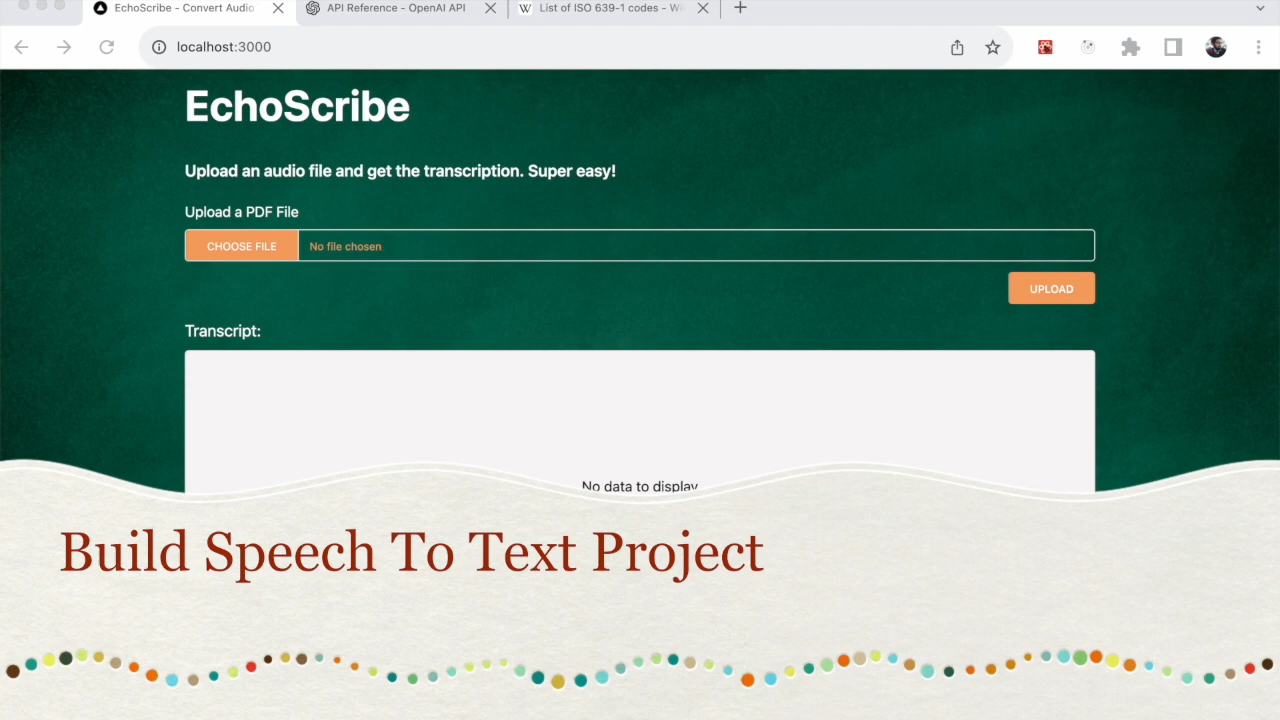 EchoScribe - Convert Audio
API Reference - OpenAI API
List of ISO 639-1 codes - Wi
localhost:3000
EchoScribe
Upload an audio file and get the transcription. Super easy!
Upload a PDF File
CHOOSE FILE No file chosen
UPLOAD
Transcript:
No data to display
Build Speech To Text Project